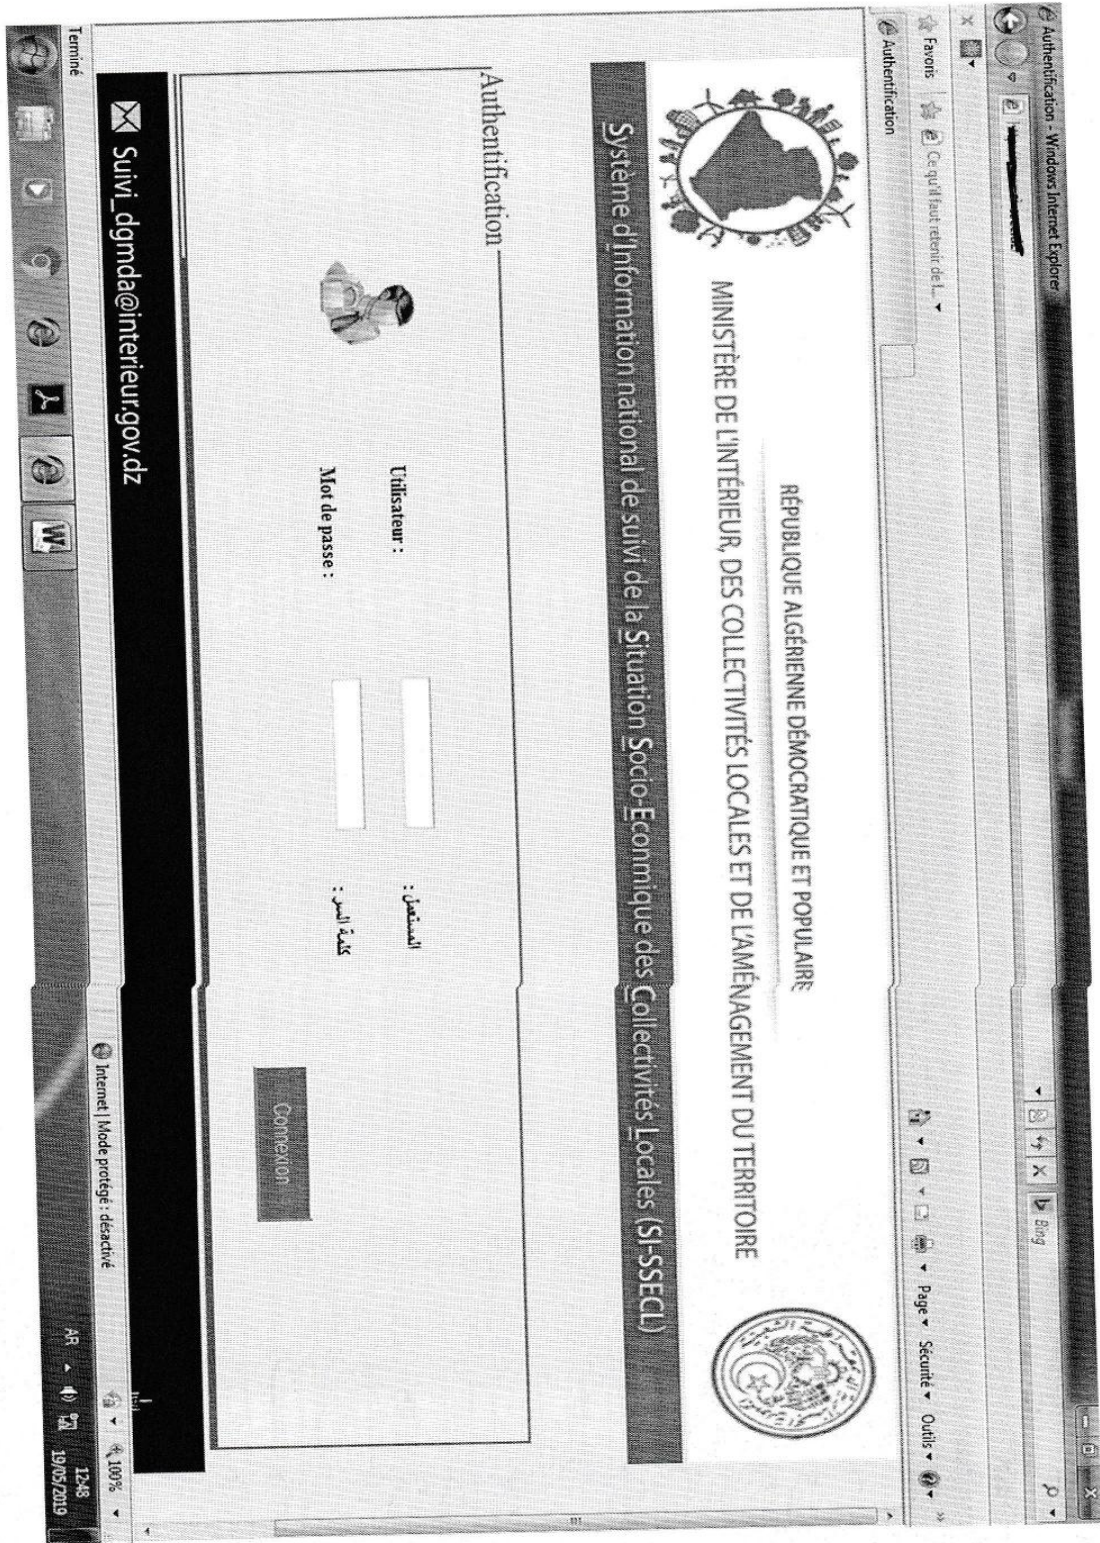 Authentification - Windows Internet Explorer
Bing
Favoris
Ce qu'il faut retenir de l...
Authentification
Page
Sécurité
Outils
RÉPUBLIQUE ALGÉRIENNE DÉMOCRATIQUE ET POPULAIRE
MINISTÈRE DE L'INTÉRIEUR, DES COLLECTIVITÉS LOCALES ET DE L'AMÉNAGEMENT DU TERRITOIRE
Système d'Information national de suivi de la Situation Socio-Econmique des Collectivités Locales (SI-SSECL)
Authentification
Utilisateur :
المستعمل :
Mot de passe :
كلمة السر :
Connexion
Suivi_dgmda@interieur.gov.dz
Terminé
Internet | Mode protégé : désactivé
100%
AR
12:48
19/05/2019